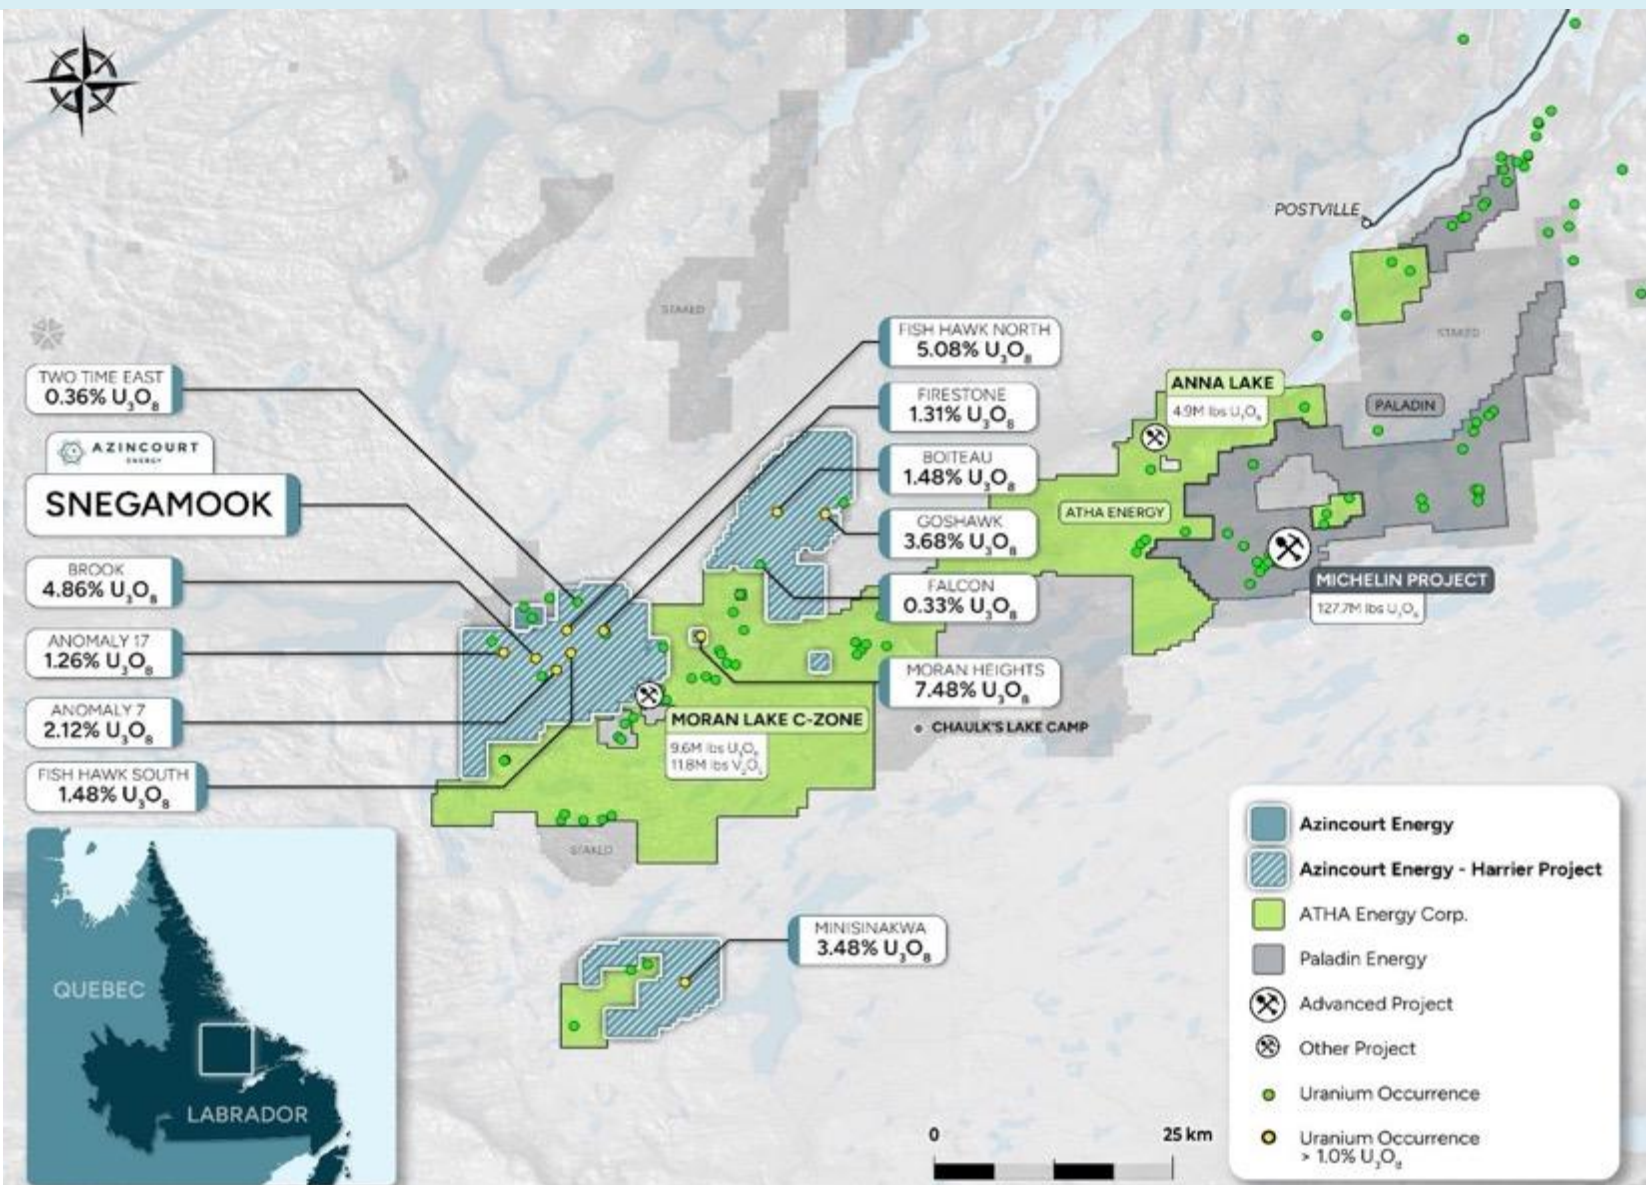 POSTVILLE
STAKED
STAKED
FISH HAWK NORTH
5.08% U₃O₈
TWO TIME EAST
0.36% U₃O₈
FIRESTONE
1.31% U₃O₈
ANNA LAKE
4.9M lbs U₃O₈
PALADIN
AZINCOURT
ENERGY
SNEGAMOOK
BOITEAU
1.48% U₃O₈
ATHA ENERGY
GOSHAWK
3.68% U₃O₈
BROOK
4.86% U₃O₈
FALCON
0.33% U₃O₈
MICHELIN PROJECT
127.7M lbs U₃O₈
ANOMALY 17
1.26% U₃O₈
MORAN HEIGHTS
7.48% U₃O₈
ANOMALY 7
2.12% U₃O₈
MORAN LAKE C-ZONE
9.6M lbs U₃O₈
11.8M lbs V₂O₅
CHAULK'S LAKE CAMP
FISH HAWK SOUTH
1.48% U₃O₈
STAKED
MINISINAKWA
3.48% U₃O₈
QUEBEC
LABRADOR
Azincourt Energy
Azincourt Energy - Harrier Project
ATHA Energy Corp.
Paladin Energy
Advanced Project
Other Project
Uranium Occurrence
Uranium Occurrence
> 1.0% U₃O₈
0 25 km